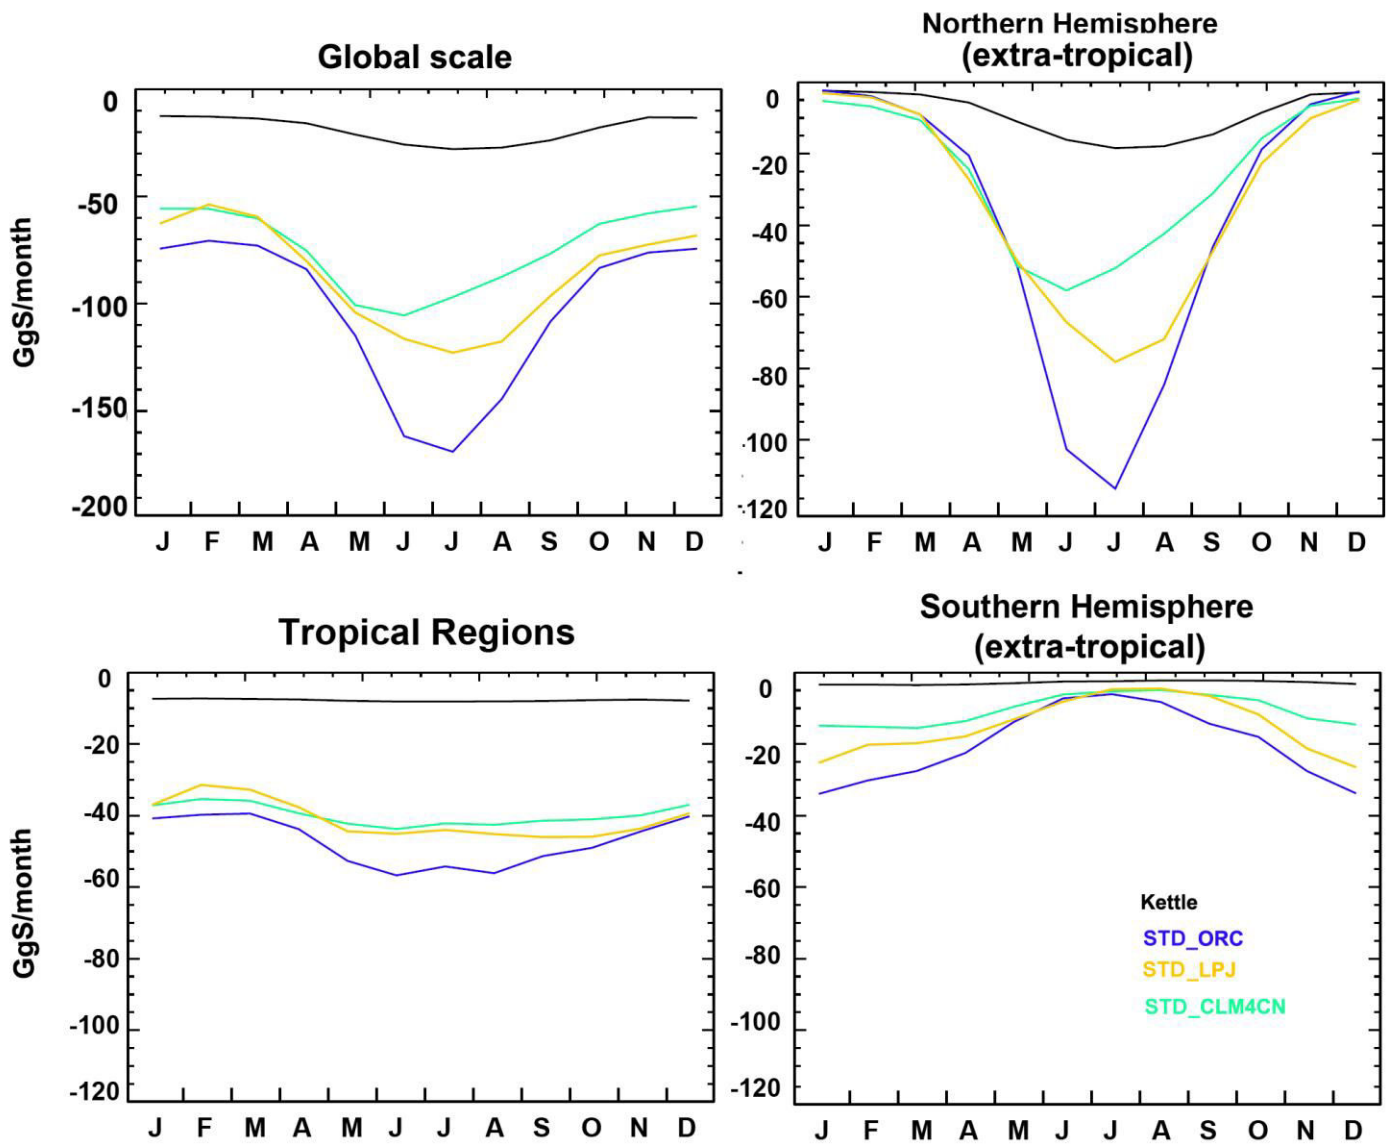 Global scale
0
-50
-100
-150
-200
GgS/month
J F M A M J J A S O N D
Northern Hemisphere
(extra-tropical)
0
-20
-40
-60
-80
-100
-120
J F M A M J J A S O N D
Tropical Regions
0
-20
-40
-60
-80
-100
-120
GgS/month
J F M A M J J A S O N D
Southern Hemisphere
(extra-tropical)
0
-20
-40
-60
-80
-100
-120
J F M A M J J A S O N D
Kettle
STD_ORC
STD_LPJ
STD_CLM4CN